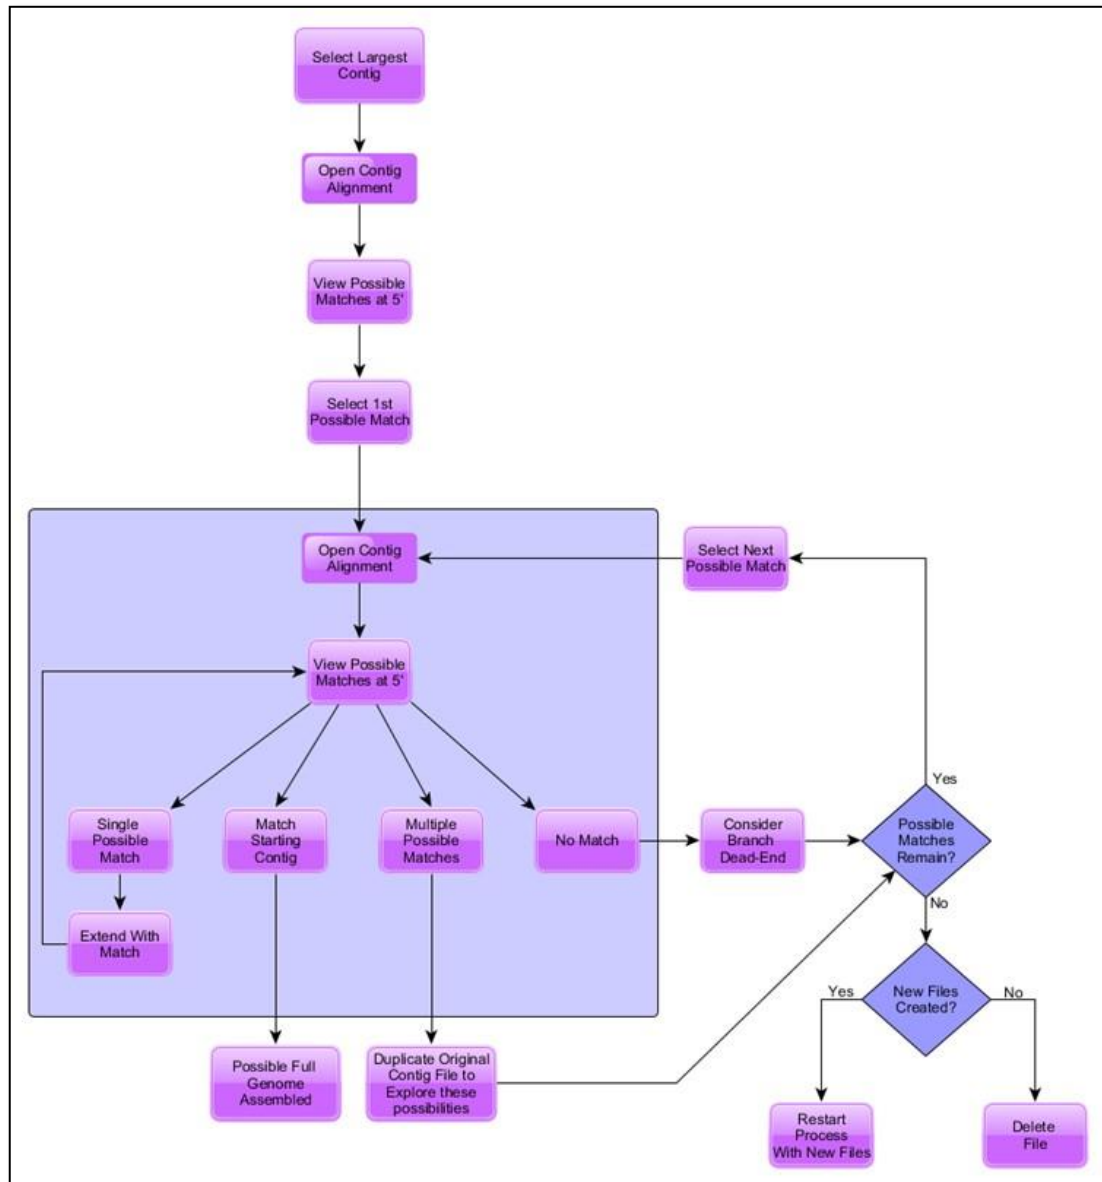 Select Largest
Contig
Open Contig
Alignment
View Possible
Matches at 5'
Select 1st
Possible Match
Open Contig
Alignment
Select Next
Possible Match
View Possible
Matches at 5'
Yes
Single
Possible
Match
Match
Starting
Contig
Multiple
Possible
Matches
No Match
Consider
Branch
Dead-End
Possible
Matches
Remain?
No
Extend With
Match
Yes
New Files
Created?
No
Possible Full
Genome
Assembled
Duplicate Original
Contig File to
Explore these
possibilities
Restart
Process
With New Files
Delete
File